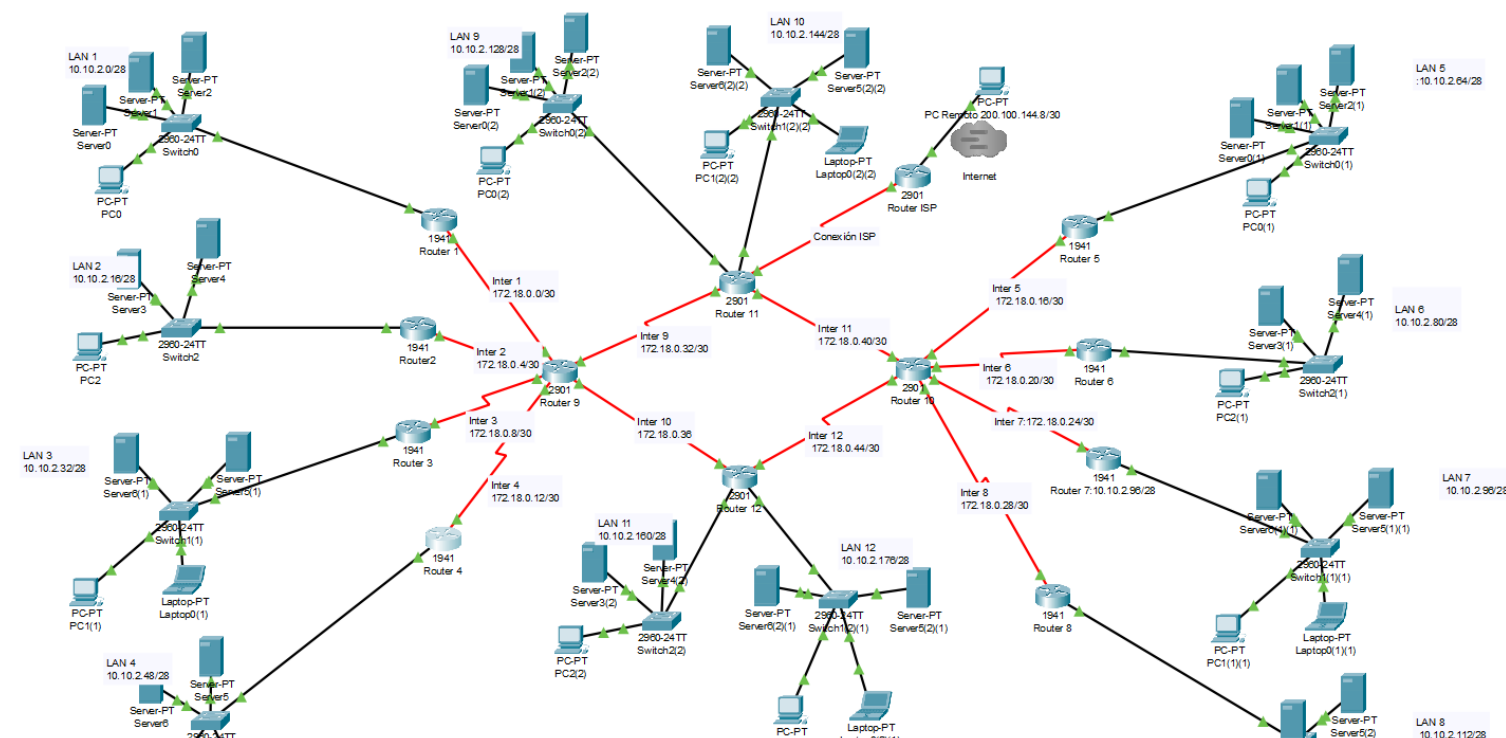 LAN 1
10.10.2.0/28
Server-PT
Server2
Server-PT
Server1
Server-PT
Server0
2960-24TT
Switch0
PC-PT
PC0
LAN 9
10.10.2.128/28
Server-PT
Server2(2)
Server-PT
Server1(2)
Server-PT
Server0(2)
2960-24TT
Switch0(2)
PC-PT
PC0(2)
LAN 10
10.10.2.144/28
Server-PT
Server6(2)(2)
Server-PT
Server5(2)(2)
2960-24TT
Switch1(2)(2)
PC-PT
PC1(2)(2)
Laptop-PT
Laptop0(2)(2)
PC-PT
PC Remoto 200.100.144.8/30
Internet
2901
Router ISP
Conexión ISP
LAN 5
:10.10.2.64/28
Server-PT
Server2(1)
Server-PT
Server1(1)
Server-PT
Server0(1)
2960-24TT
Switch0(1)
PC-PT
PC0(1)
1941
Router 1
1941
Router 5
LAN 2
10.10.2.16/28
Server-PT
Server4
Server-PT
Server3
2960-24TT
Switch2
PC-PT
PC2
1941
Router2
Inter 1
172.18.0.0/30
Inter 2
172.18.0.4/30
2901
Router 11
Inter 9
172.18.0.32/30
Inter 11
172.18.0.40/30
Inter 5
172.18.0.16/30
Inter 6
172.18.0.20/30
1941
Router 6
LAN 6
10.10.2.80/28
Server-PT
Server4(1)
Server-PT
Server3(1)
2960-24TT
Switch2(1)
PC-PT
PC2(1)
2901
Router 9
2901
Router 10
Inter 3
172.18.0.8/30
Inter 10
172.18.0.36
Inter 12
172.18.0.44/30
Inter 7:172.18.0.24/30
1941
Router 3
1941
Router 7:10.10.2.96/28
LAN 3
10.10.2.32/28
Server-PT
Server6(1)
Server-PT
Server5(1)
2960-24TT
Switch1(1)
PC-PT
PC1(1)
Laptop-PT
Laptop0(1)
Inter 4
172.18.0.12/30
1941
Router 4
2901
Router 12
Inter 8
172.18.0.28/30
LAN 7
10.10.2.96/28
Server-PT
Server6(1)(1)
Server-PT
Server5(1)(1)
2960-24TT
Switch1(1)(1)
PC-PT
PC1(1)(1)
Laptop-PT
Laptop0(1)(1)
LAN 11
10.10.2.160/28
Server-PT
Server4(2)
Server-PT
Server3(2)
2960-24TT
Switch2(2)
PC-PT
PC2(2)
LAN 12
10.10.2.176/28
Server-PT
Server6(2)(1)
Server-PT
Server5(2)(1)
2960-24TT
Switch1(2)(1)
PC-PT
Laptop-PT
1941
Router 8
LAN 4
10.10.2.48/28
Server-PT
Server5
Server-PT
Server6
2960-24TT
Server-PT
Server5(2)
LAN 8
10.10.2.112/28